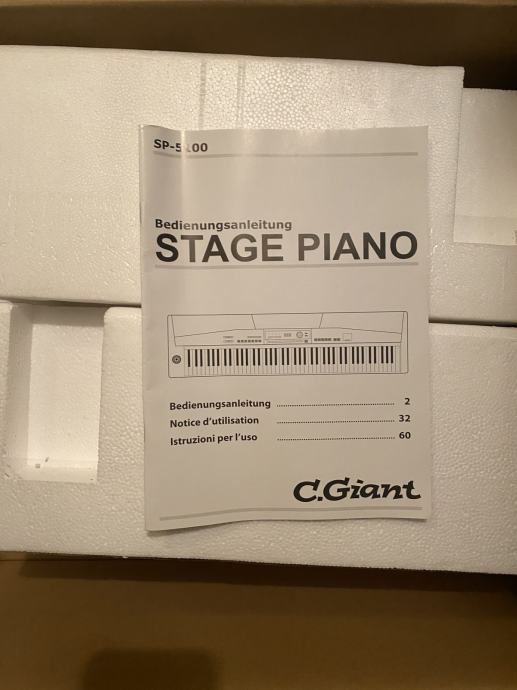 Bedienungsanleitung
STAGE PIANO
Bedienungsanleitung ........................................ 2
Notice d'utilisation ........................................ 32
Istruzioni per l'uso ........................................ 60
C.Giant